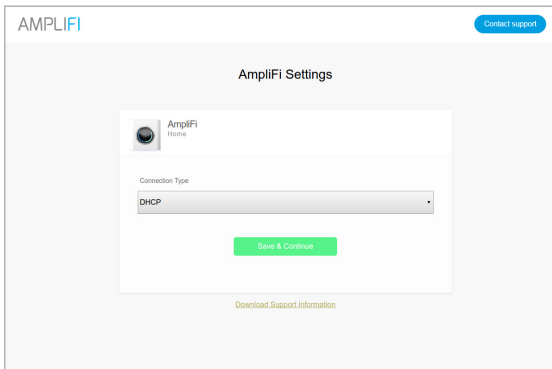 AMPLIFI
Contact support
AmpliFi Settings
AmpliFi
Home
Connection Type
DHCP
Save & Continue
Download Support Information